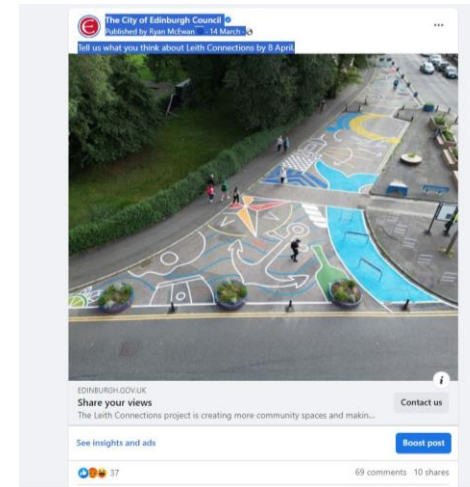 The City of Edinburgh Council
Published by Ryan McEwan · 14 March ·
Tell us what you think about Leith Connections by 8 April.
EDINBURGH.GOV.UK
Share your views
The Leith Connections project is creating more community spaces and makin...
Contact us
See insights and ads
Boost post
37
69 comments 10 shares